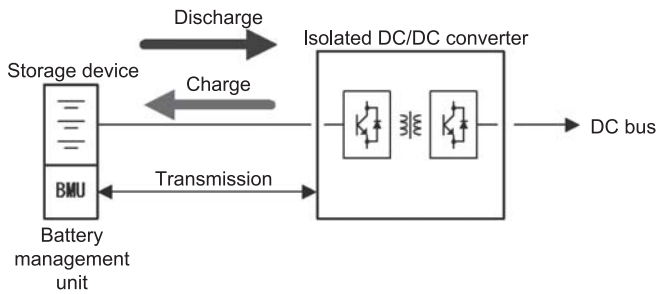 Discharge
Isolated DC/DC converter
Storage device
Charge
DC bus
BMU
Transmission
Battery
management
unit